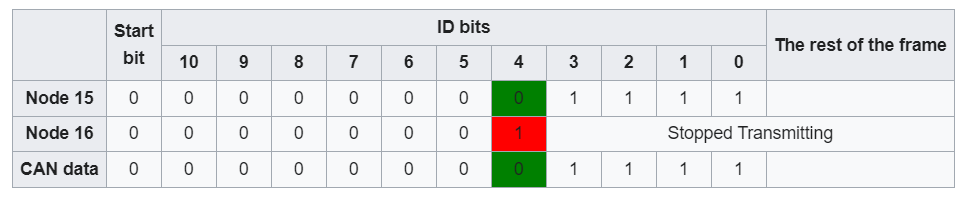 Start bit ID bits The rest of the frame
10 9 8 7 6 5 4 3 2 1 0
Node 15 0 0 0 0 0 0 0 0 1 1 1 1
Node 16 0 0 0 0 0 0 0 1 Stopped Transmitting
CAN data 0 0 0 0 0 0 0 0 1 1 1 1